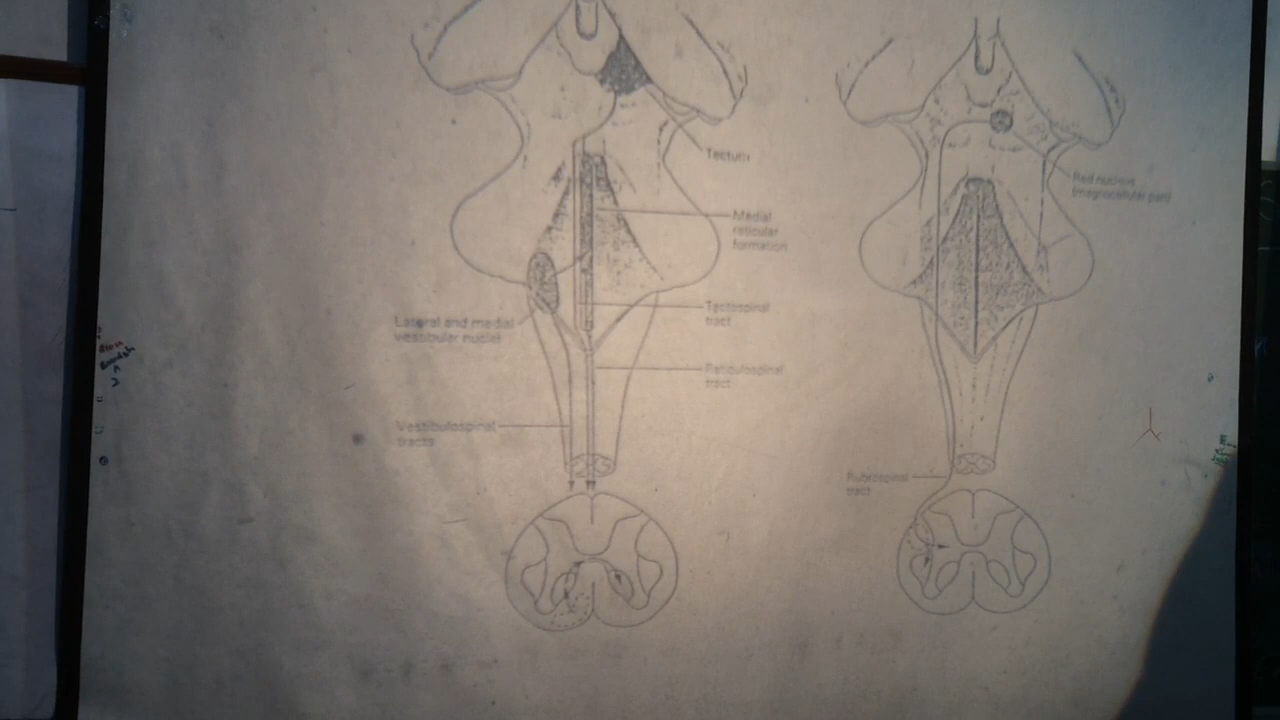 Tectum
Medial
reticular
formation
Lateral and medial
vestibular nuclei
Tectospinal
tract
Reticulospinal
tract
Vestibulospinal
tracts
Red nucleus
(magnocellular part)
Rubrospinal
tract